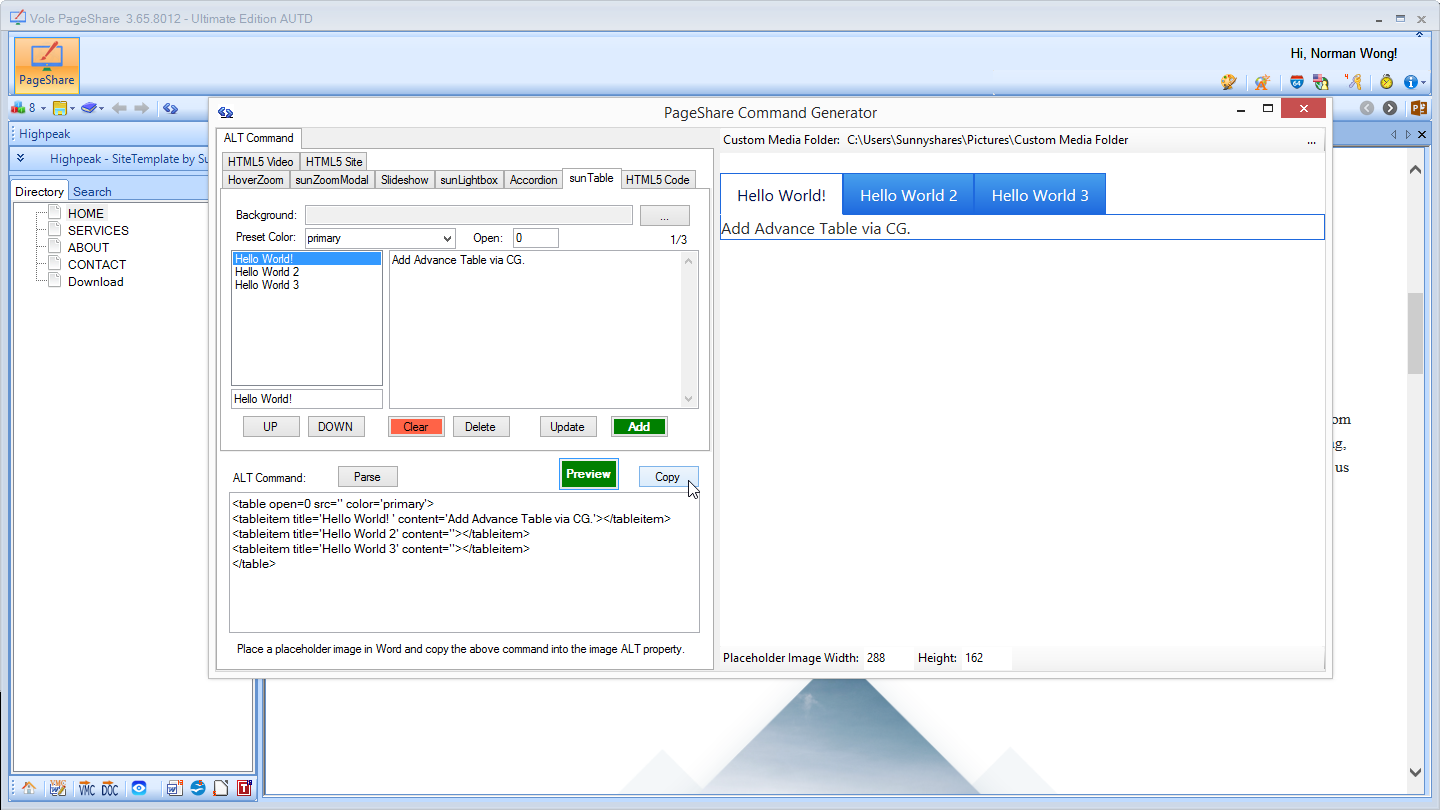 Vole PageShare 3.65.8012 - Ultimate Edition AUTD
PageShare
Hi, Norman Wong!
8
64
Highpeak
Highpeak - SiteTemplate by Su
Directory
Search
HOME
SERVICES
ABOUT
CONTACT
Download
PageShare Command Generator
ALT Command
HTML5 Video
HTML5 Site
HoverZoom
sunZoomModal
Slideshow
sunLightbox
Accordion
sunTable
HTML5 Code
Background:
...
Preset Color:
primary
Open:
0
1/3
Hello World!
Hello World 2
Hello World 3
Add Advance Table via CG.
Hello World!
UP
DOWN
Clear
Delete
Update
Add
ALT Command:
Parse
Preview
Copy
<table open=0 src='' color='primary'>
<tableitem title='Hello World! ' content='Add Advance Table via CG.'></tableitem>
<tableitem title='Hello World 2' content=''></tableitem>
<tableitem title='Hello World 3' content=''></tableitem>
</table>
Place a placeholder image in Word and copy the above command into the image ALT property.
Custom Media Folder: C:\Users\Sunnyshares\Pictures\Custom Media Folder
...
Hello World!
Hello World 2
Hello World 3
Add Advance Table via CG.
Placeholder Image Width: 288 Height: 162
om
g,
us
VMC
DOC